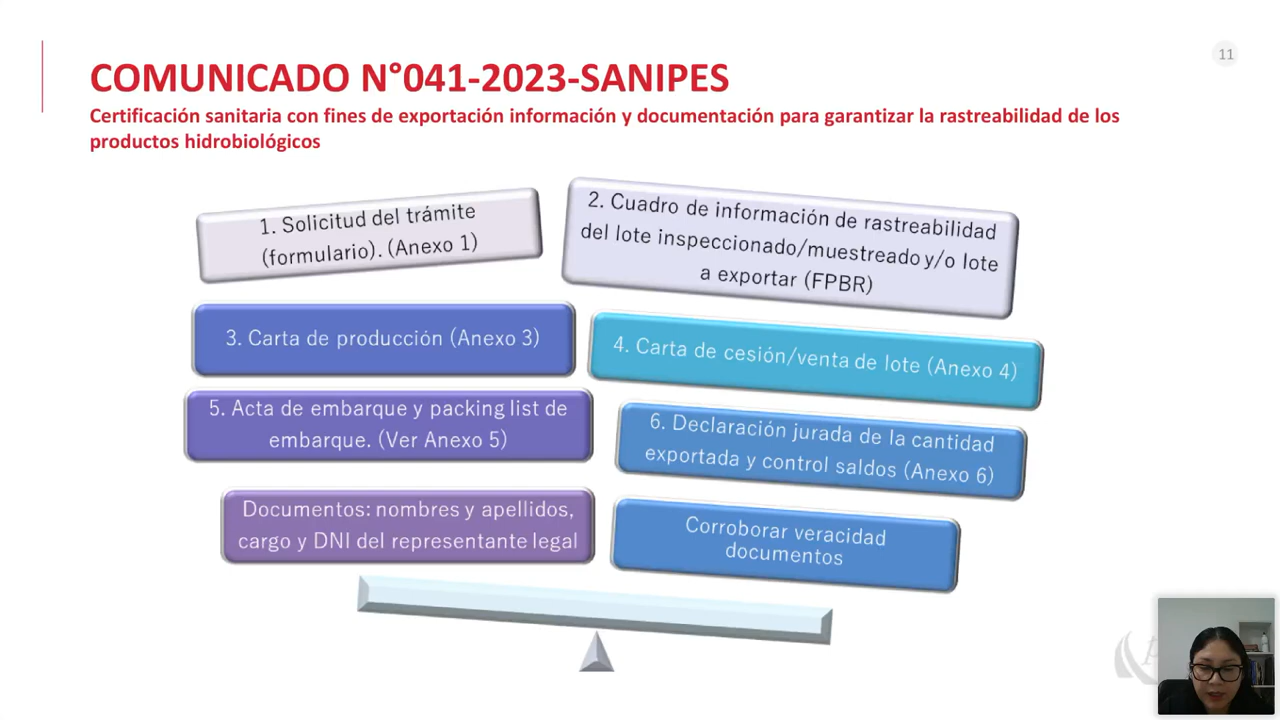 11
COMUNICADO N°041-2023-SANIPES
Certificación sanitaria con fines de exportación información y documentación para garantizar la rastreabilidad de los
productos hidrobiológicos
1. Solicitud del trámite
(formulario). (Anexo 1)
2. Cuadro de información de rastreabilidad
del lote inspeccionado/muestreado y/o lote
a exportar (FPBR)
3. Carta de producción (Anexo 3)
4. Carta de cesión/venta de lote (Anexo 4)
5. Acta de embarque y packing list de
embarque. (Ver Anexo 5)
6. Declaración jurada de la cantidad
exportada y control saldos (Anexo 6)
Documentos: nombres y apellidos,
cargo y DNI del representante legal
Corroborar veracidad
documentos